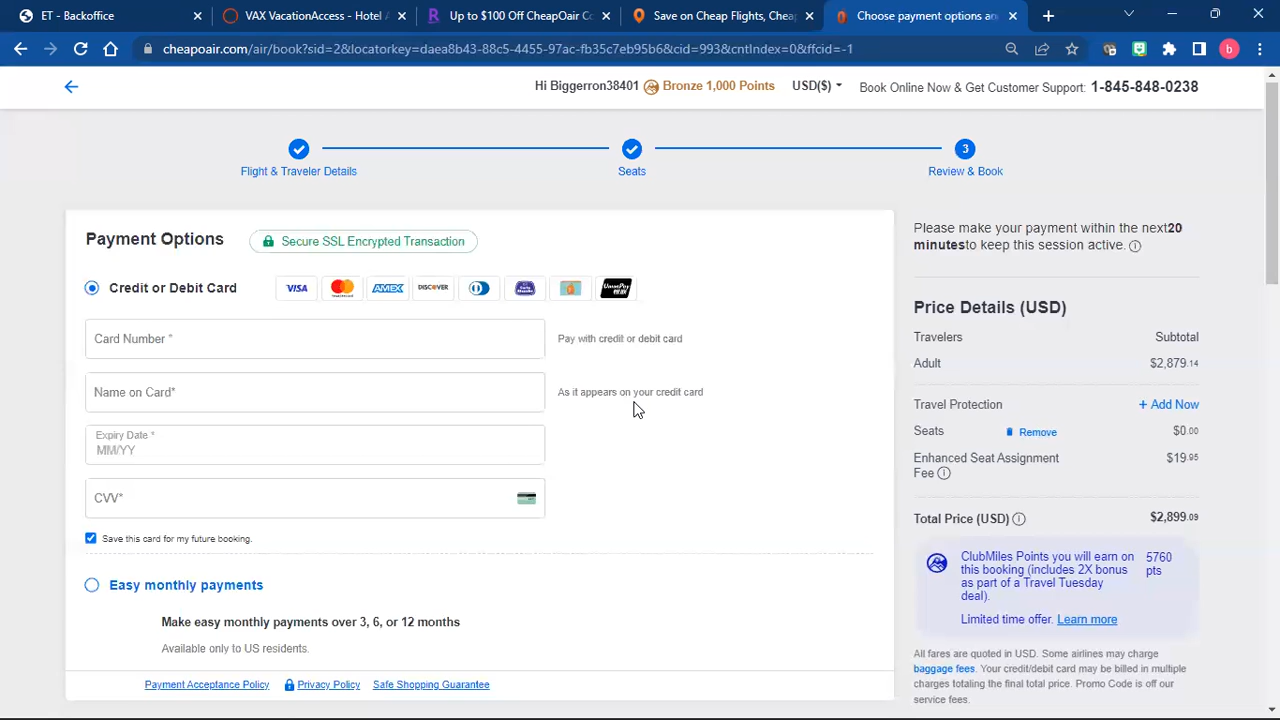 ET - Backoffice
VAX VacationAccess - Hotel A
Up to $100 Off CheapOair Co
Save on Cheap Flights, Cheap
Choose payment options an
cheapoair.com/air/book?sid=2&locatorkey=daea8b43-88c5-4455-97ac-fb35c7eb95b6&cid=993&cntIndex=0&ffcid=-1
b
Hi Biggerron38401 Bronze 1,000 Points USD($) Book Online Now & Get Customer Support: 1-845-848-0238
3
Flight & Traveler Details Seats Review & Book
Payment Options Secure SSL Encrypted Transaction
Credit or Debit Card VISA AMEX DISCOVER
Card Number * Pay with credit or debit card
Name on Card* As it appears on your credit card
Expiry Date *
MM/YY
CVV*
Save this card for my future booking.
Easy monthly payments
Make easy monthly payments over 3, 6, or 12 months
Available only to US residents.
Payment Acceptance Policy Privacy Policy Safe Shopping Guarantee
Please make your payment within the next20
minutesto keep this session active.
Price Details (USD)
Travelers Subtotal
Adult $2,879.14
Travel Protection + Add Now
Seats Remove $0.00
Enhanced Seat Assignment $19.95
Fee
Total Price (USD) $2,899.09
ClubMiles Points you will earn on 5760
this booking (includes 2X bonus pts
as part of a Travel Tuesday
deal).
Limited time offer. Learn more
All fares are quoted in USD. Some airlines may charge
baggage fees. Your credit/debit card may be billed in multiple
charges totaling the final total price. Promo Code is off our
service fees.